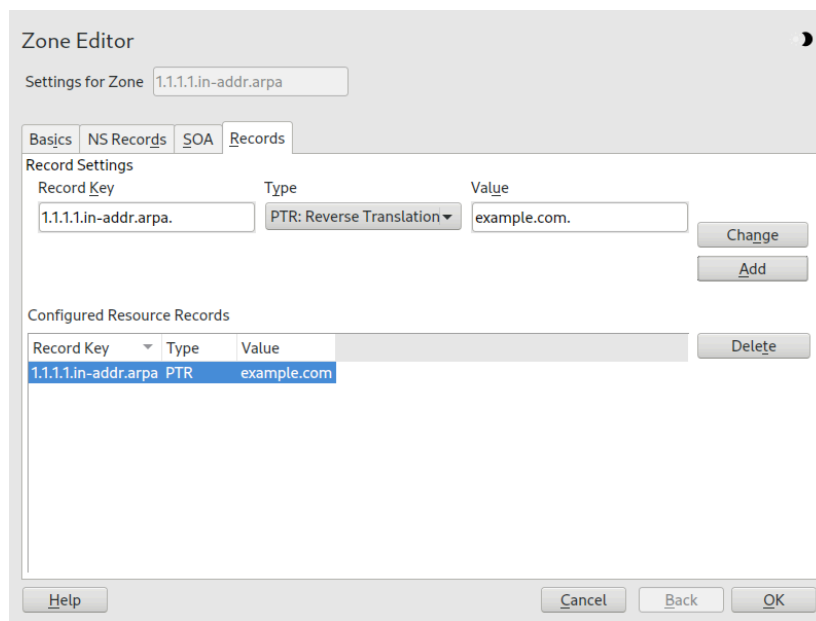 Zone Editor
Settings for Zone 1.1.1.1.in-addr.arpa
Basics NS Records SOA Records
Record Settings
Record Key Type Value
1.1.1.1.in-addr.arpa. PTR: Reverse Translation example.com.
Change
Add
Configured Resource Records
Record Key Type Value
Delete
1.1.1.1.in-addr.arpa PTR example.com
Help Cancel Back OK